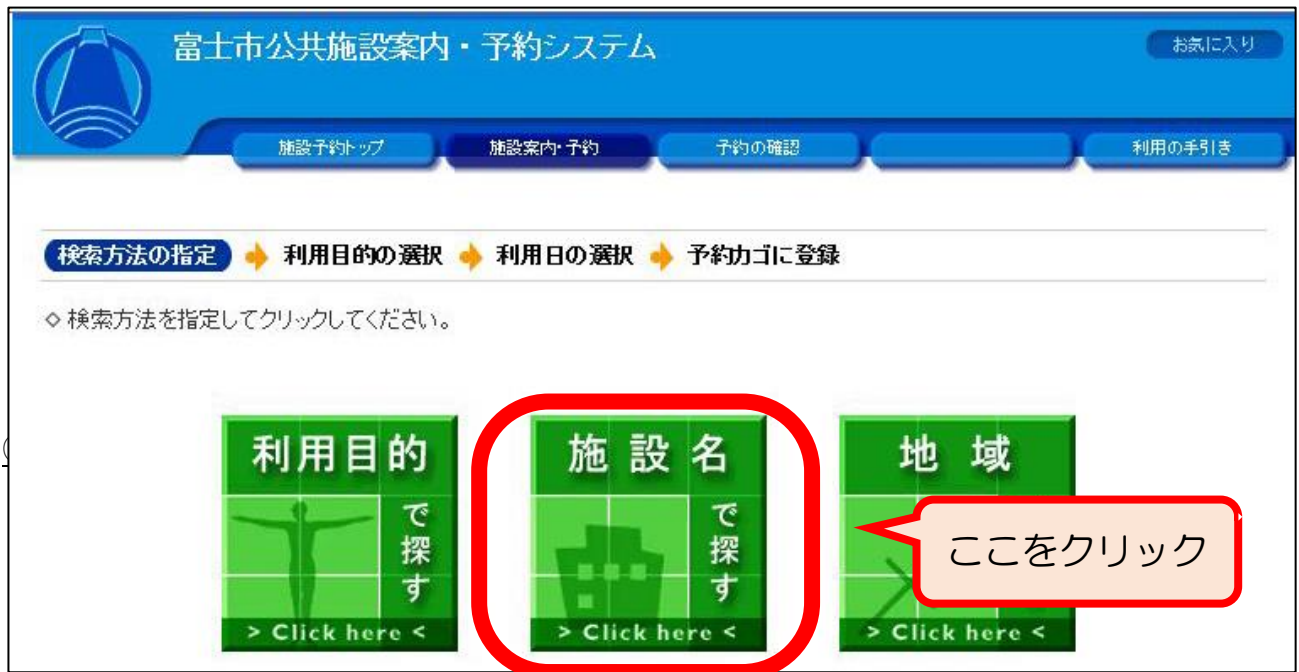 富士市公共施設案内・予約システム
お気に入り
施設予約トップ 施設案内・予約 予約の確認 利用の手引き
検索方法の指定 利用目的の選択 利用日の選択 予約カゴに登録
◇ 検索方法を指定してクリックしてください。
利用目的
で探す
> Click here <
施設名
で探す
> Click here <
地域
> Click here <
ここをクリック